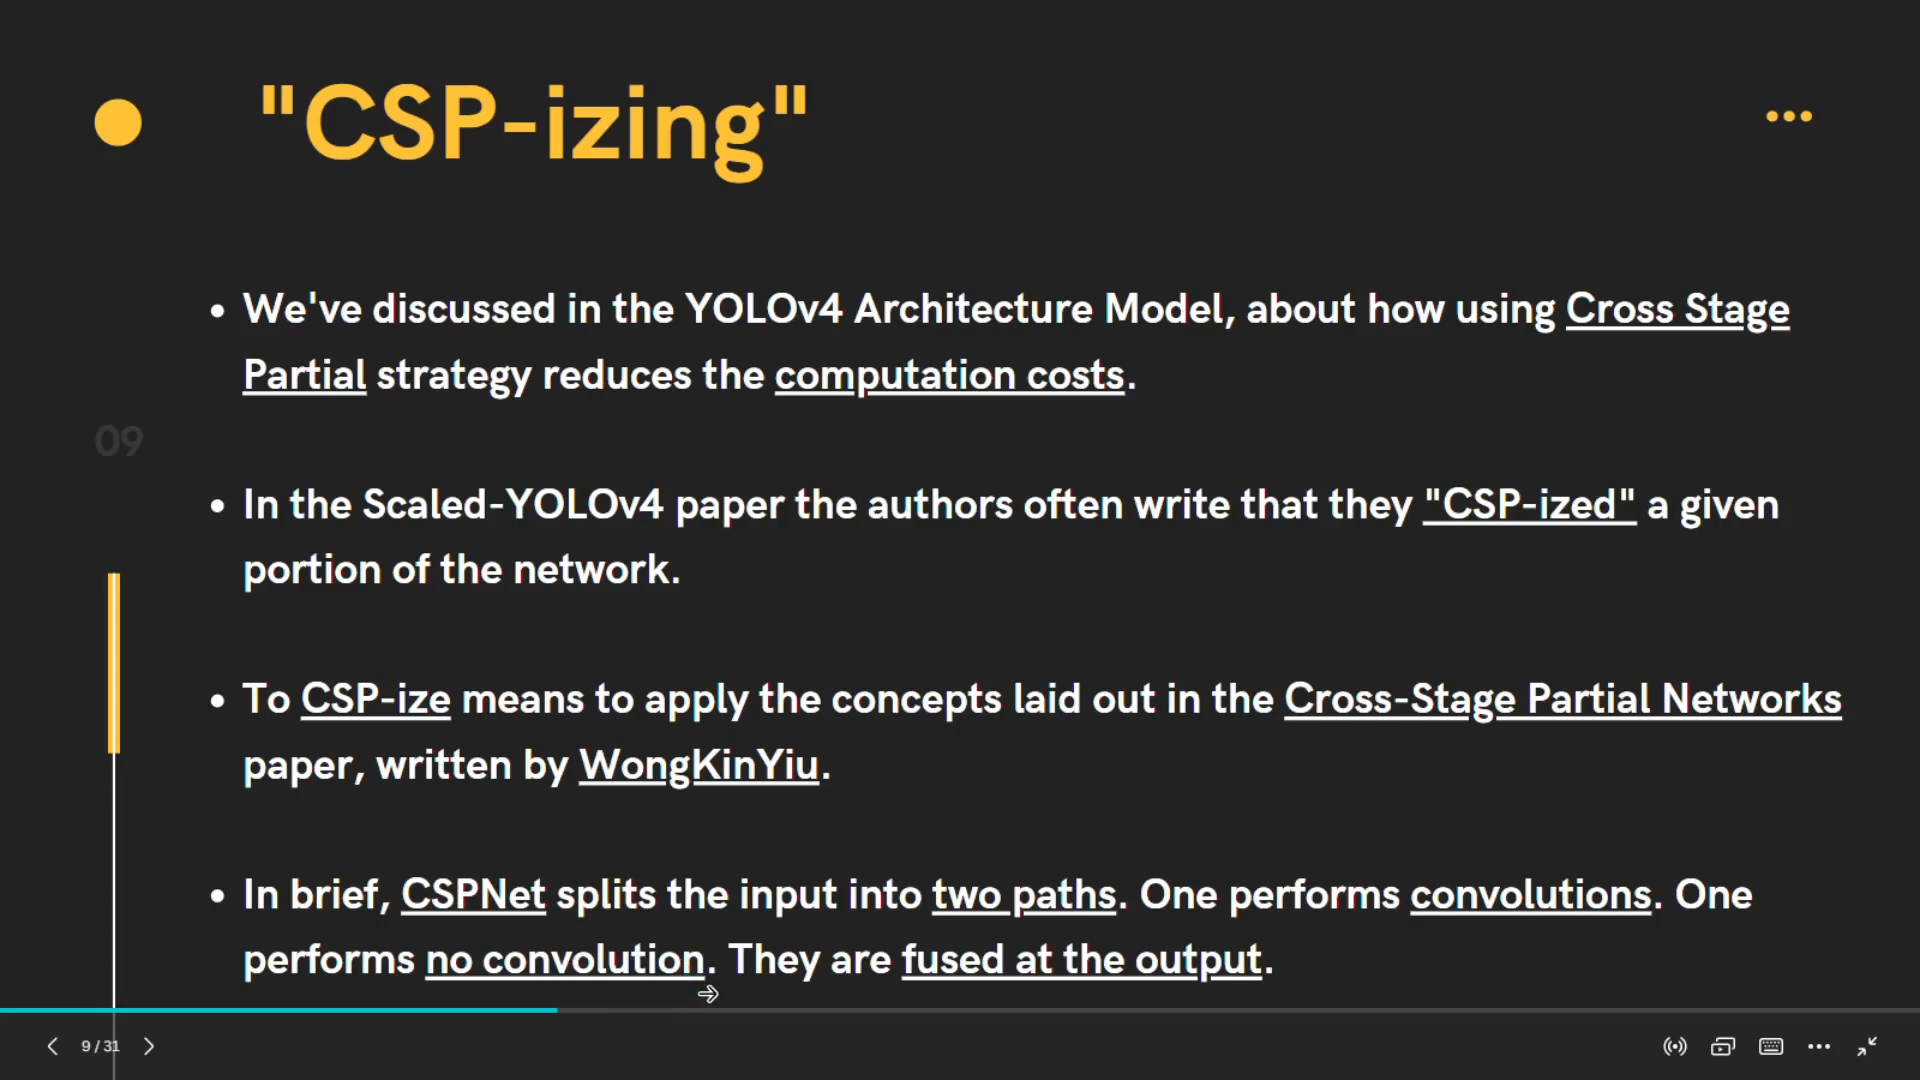 "CSP-izing"
• We've discussed in the YOLOv4 Architecture Model, about how using Cross Stage
Partial strategy reduces the computation costs.
09
• In the Scaled-YOLOv4 paper the authors often write that they "CSP-ized" a given
portion of the network.
• To CSP-ize means to apply the concepts laid out in the Cross-Stage Partial Networks
paper, written by WongKinYiu.
• In brief, CSPNet splits the input into two paths. One performs convolutions. One
performs no convolution. They are fused at the output.
9 / 31